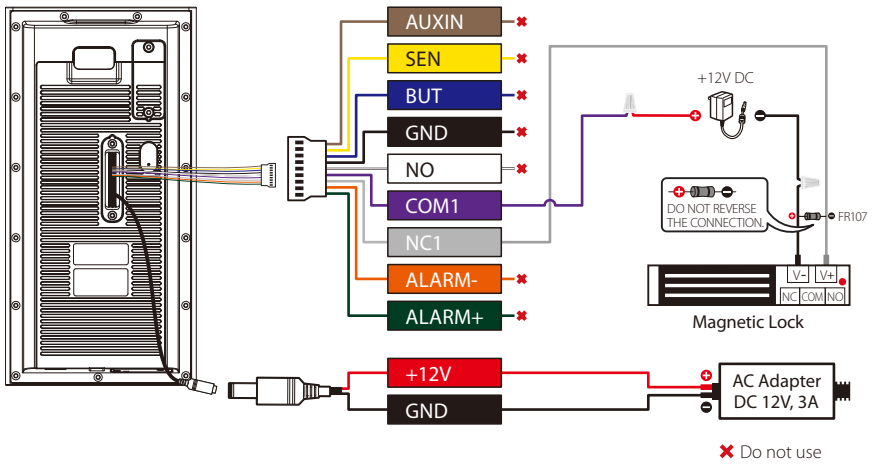 AUXIN
SEN
BUT
GND
NO
COM1
NC1
ALARM-
ALARM+
+12V DC
DO NOT REVERSE
THE CONNECTION.
FR107
V- V+
NC COM NO
Magnetic Lock
+12V
GND
AC Adapter
DC 12V, 3A
Do not use